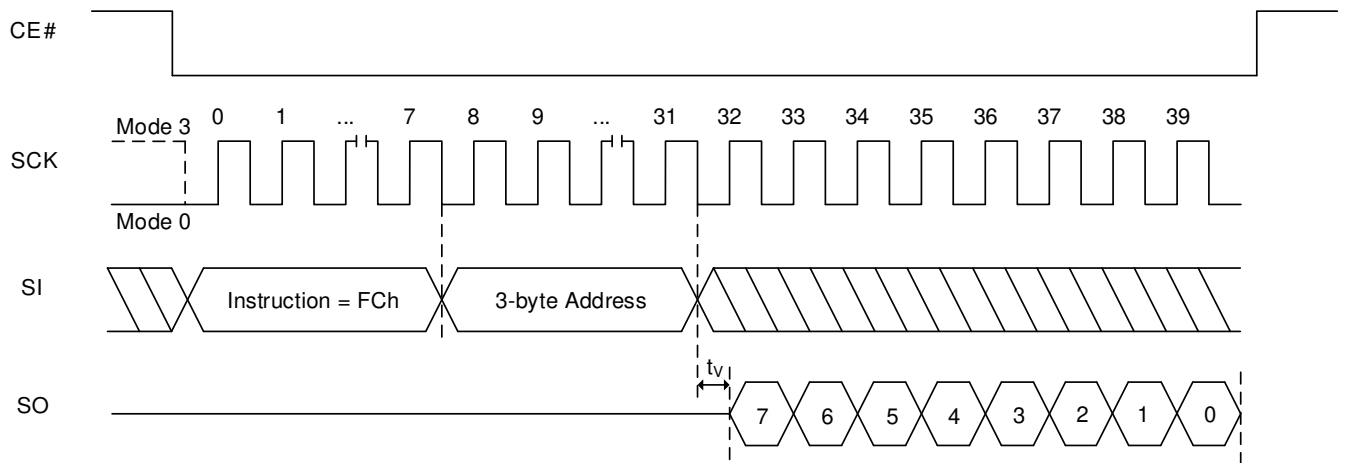 CE#
Mode 3 0 1 ... 7 8 9 ... 31 32 33 34 35 36 37 38 39
SCK
Mode 0
SI Instruction = FCh 3-byte Address
tV
SO 7 6 5 4 3 2 1 0